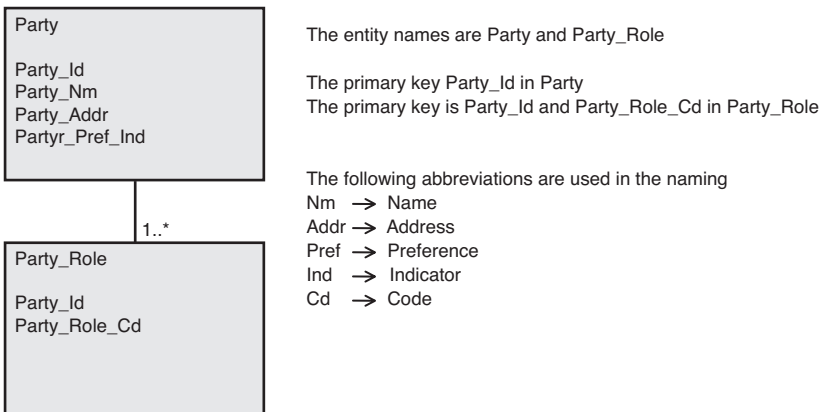 Party
Party_Id
Party_Nm
Party_Addr
Partyr_Pref_Ind
1..*
Party_Role
Party_Id
Party_Role_Cd
The entity names are Party and Party_Role
The primary key Party_Id in Party
The primary key is Party_Id and Party_Role_Cd in Party_Role
The following abbreviations are used in the naming
Nm → Name
Addr → Address
Pref → Preference
Ind → Indicator
Cd → Code